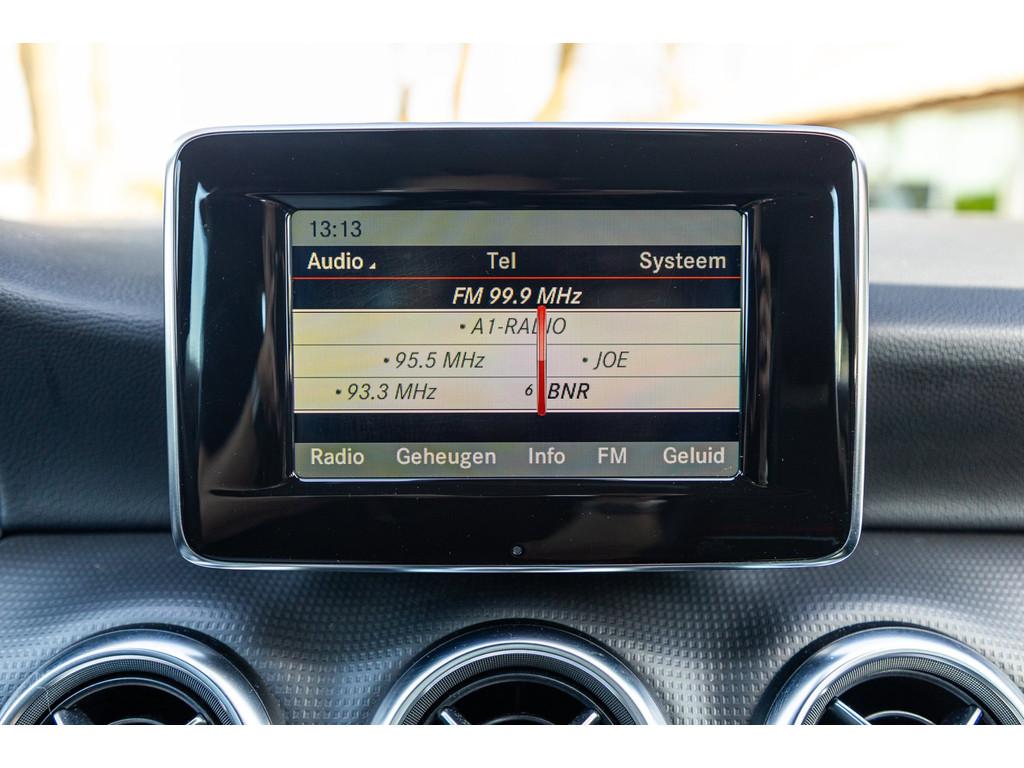 13:13
Audio Tel Systeem
FM 99.9 MHz
• A1-RADIO
• 95.5 MHz • JOE
• 93.3 MHz 6 BNR
Radio Geheugen Info FM Geluid